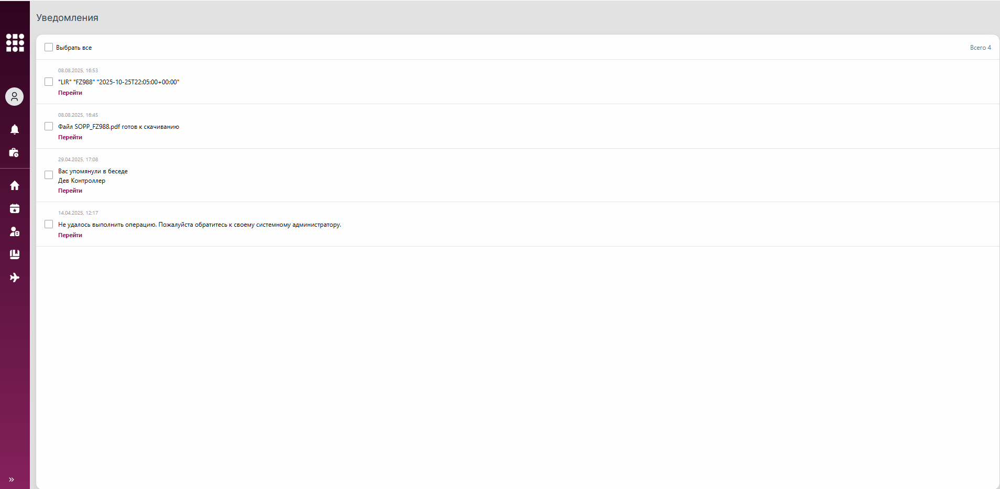 Уведомления
Выбрать все
Всего 4
08.08.2025, 16:53
"LIR" "FZ988" "2025-10-25T22:05:00+00:00"
Перейти
08.08.2025, 16:45
Файл SOPP_FZ988.pdf готов к скачиванию
Перейти
29.04.2025, 17:08
Вас упомянули в беседе
Дев Контроллер
Перейти
14.04.2025, 12:17
Не удалось выполнить операцию. Пожалуйста обратитесь к своему системному администратору.
Перейти